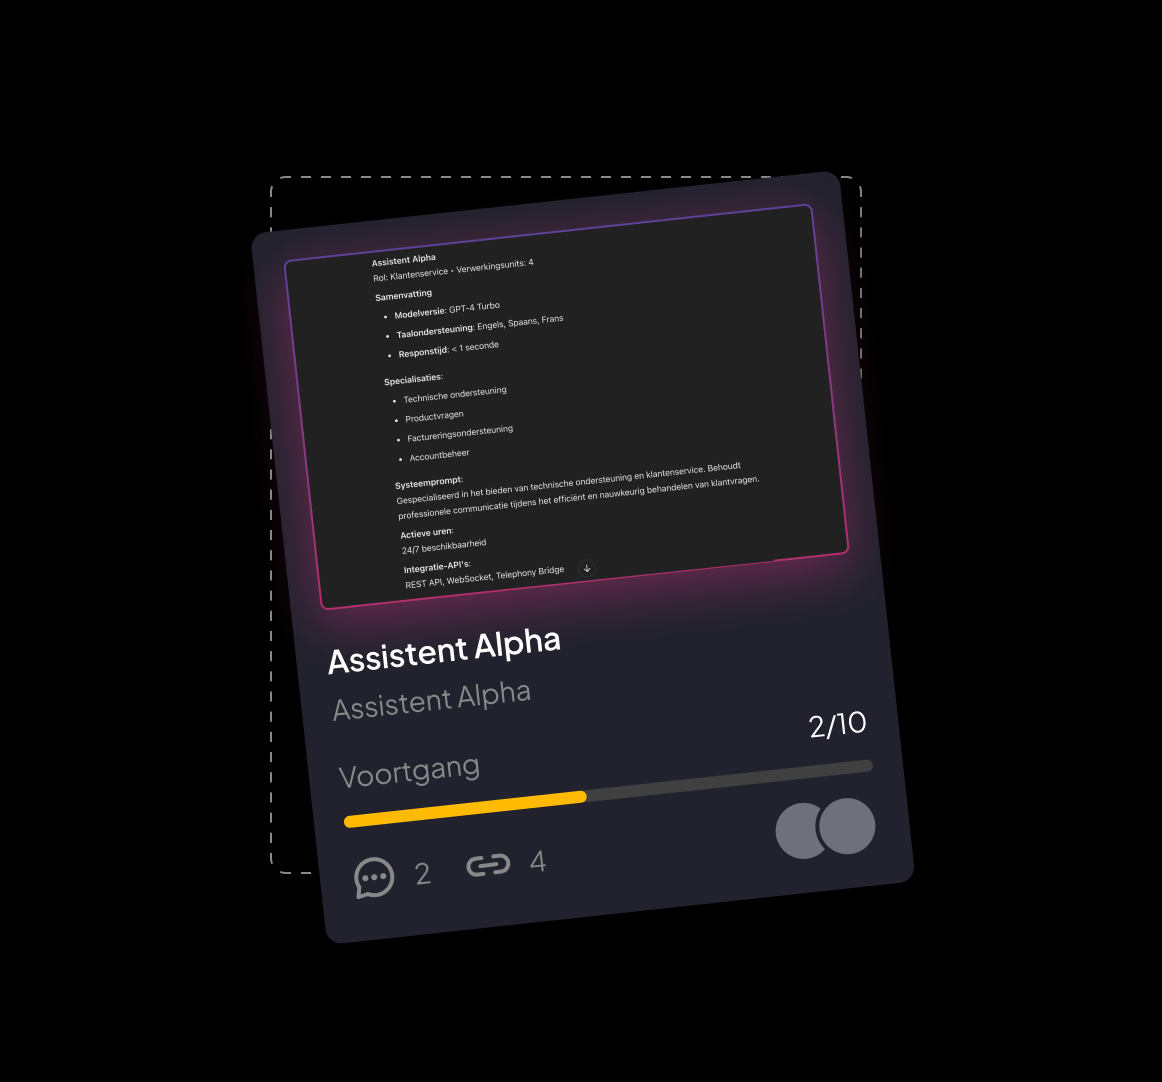 Assistent Alpha
Rol: Klantenservice • Verwerkingsunits: 4
Samenvatting
• Modelversie: GPT-4 Turbo
• Taalondersteuning: Engels, Spaans, Frans
• Responstijd: < 1 seconde
Specialisaties:
• Technische ondersteuning
• Productvragen
• Factureringsondersteuning
• Accountbeheer
Systeemprompt:
Gespecialiseerd in het bieden van technische ondersteuning en klantenservice. Behoudt
professionele communicatie tijdens het efficiënt en nauwkeurig behandelen van klantvragen.
Actieve uren:
24/7 beschikbaarheid
Integratie-API's:
REST API, WebSocket, Telephony Bridge
Assistent Alpha
Assistent Alpha
Voortgang 2/10
2 4